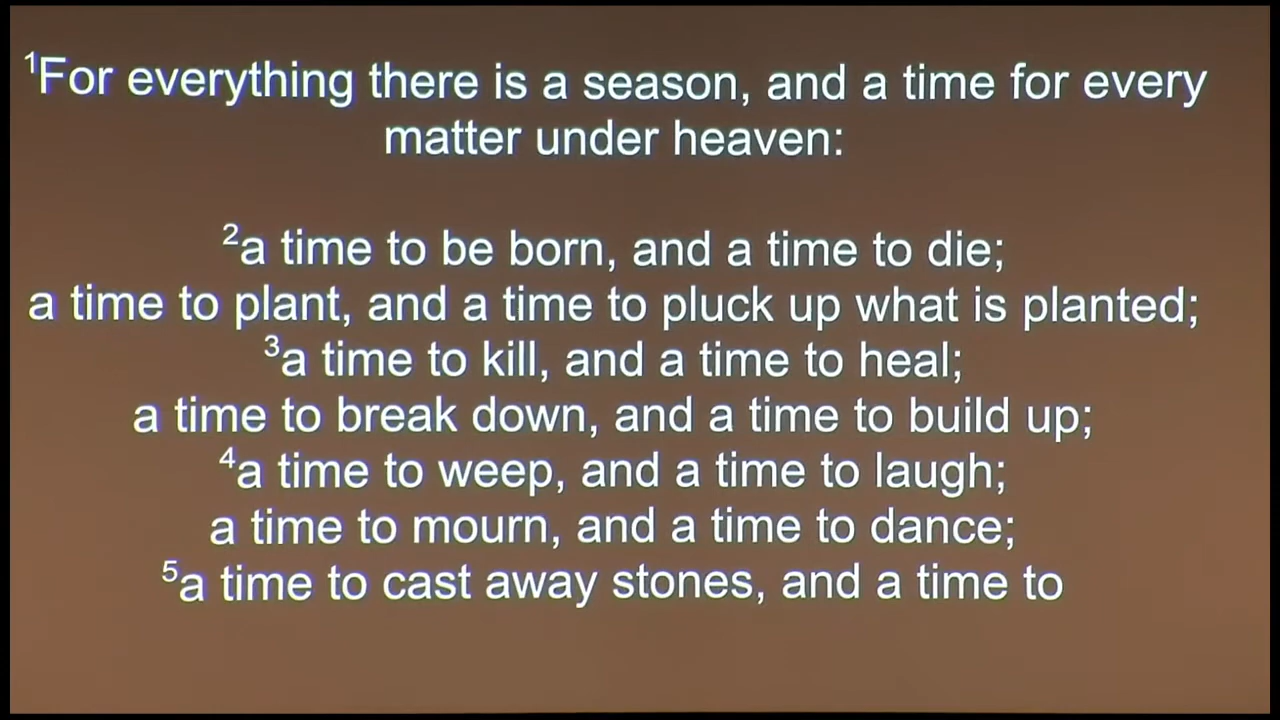 ¹For everything there is a season, and a time for every
matter under heaven:
²a time to be born, and a time to die;
a time to plant, and a time to pluck up what is planted;
³a time to kill, and a time to heal;
a time to break down, and a time to build up;
⁴a time to weep, and a time to laugh;
a time to mourn, and a time to dance;
⁵a time to cast away stones, and a time to